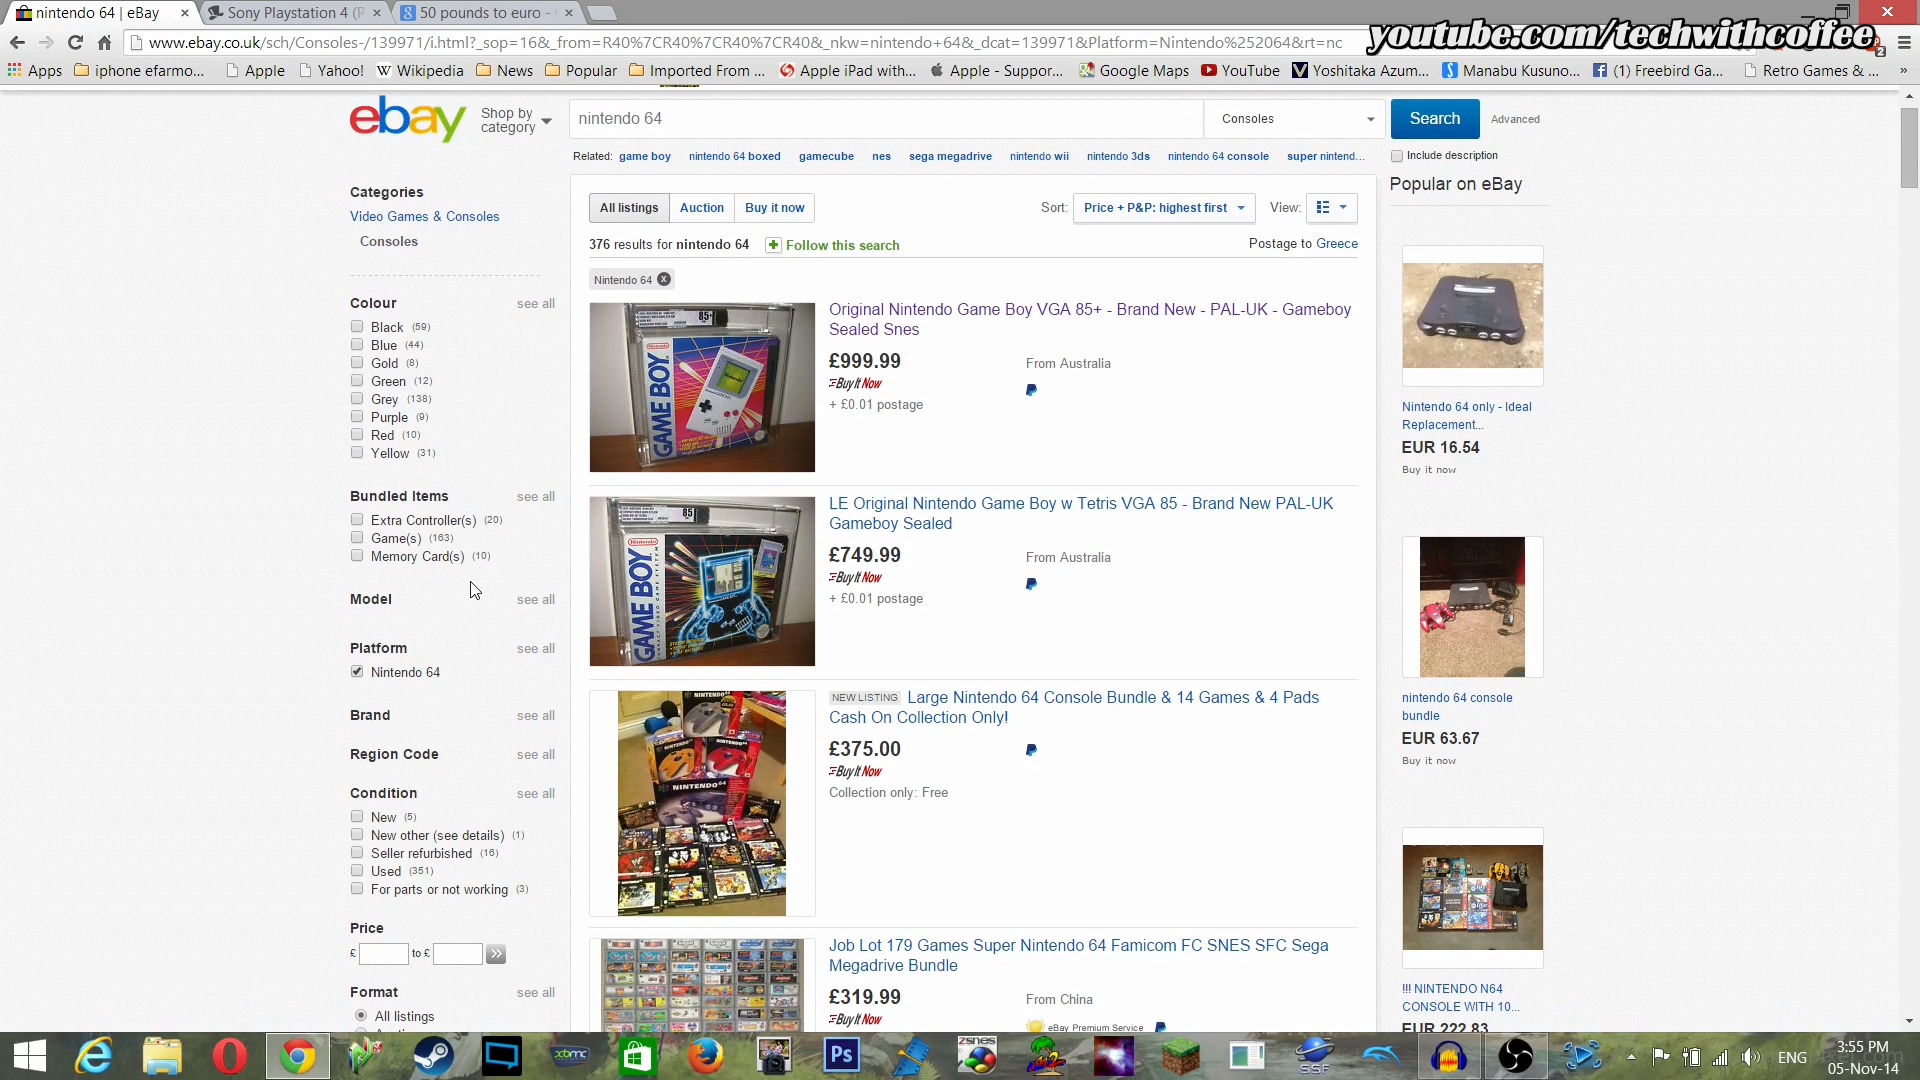 nintendo 64 | eBay
Sony Playstation 4 (P
50 pounds to euro -
youtube.com/techwithcoffee
www.ebay.co.uk/sch/Consoles-/139971/i.html?_sop=16&_from=R40%7CR40%7CR40%7CR40&_nkw=nintendo+64&_dcat=139971&Platform=Nintendo%252064&rt=nc
Apps
iphone efarmo...
Apple
Yahoo!
Wikipedia
News
Popular
Imported From ...
Apple iPad with...
Apple - Suppor...
Google Maps
YouTube
Yoshitaka Azum...
Manabu Kusuno...
(1) Freebird Ga...
Retro Games & ...
ebay
Shop by category
nintendo 64
Consoles
Search
Advanced
Related: game boy nintendo 64 boxed gamecube nes sega megadrive nintendo wii nintendo 3ds nintendo 64 console super nintend...
Include description
Categories
Video Games & Consoles
Consoles
Colour see all
Black (59)
Blue (44)
Gold (8)
Green (12)
Grey (138)
Purple (9)
Red (10)
Yellow (31)
Bundled Items see all
Extra Controller(s) (20)
Game(s) (163)
Memory Card(s) (10)
Model see all
Platform see all
Nintendo 64
Brand see all
Region Code see all
Condition see all
New (5)
New other (see details) (1)
Seller refurbished (16)
Used (351)
For parts or not working (3)
Price
£ to £
Format see all
All listings
All listings Auction Buy it now
Sort: Price + P&P: highest first View:
376 results for nintendo 64 Follow this search
Postage to Greece
Nintendo 64
85+
GAME BOY
Original Nintendo Game Boy VGA 85+ - Brand New - PAL-UK - Gameboy
Sealed Snes
£999.99
From Australia
Buy It Now
+ £0.01 postage
85
Nintendo
GAME BOY
LE Original Nintendo Game Boy w Tetris VGA 85 - Brand New PAL-UK
Gameboy Sealed
£749.99
From Australia
Buy It Now
+ £0.01 postage
NINTENDO 64
NEW LISTING Large Nintendo 64 Console Bundle & 14 Games & 4 Pads
Cash On Collection Only!
£375.00
Buy It Now
Collection only: Free
Job Lot 179 Games Super Nintendo 64 Famicom FC SNES SFC Sega
Megadrive Bundle
£319.99
From China
Buy It Now
eBay Premium Service
Popular on eBay
Nintendo 64 only - Ideal
Replacement...
EUR 16.54
Buy it now
nintendo 64 console
bundle
EUR 63.67
Buy it now
!!! NINTENDO N64
CONSOLE WITH 10...
EUR 222.83
Ps
xbmc
ZSNES
SSF
ENG
3:55 PM
05-Nov-14